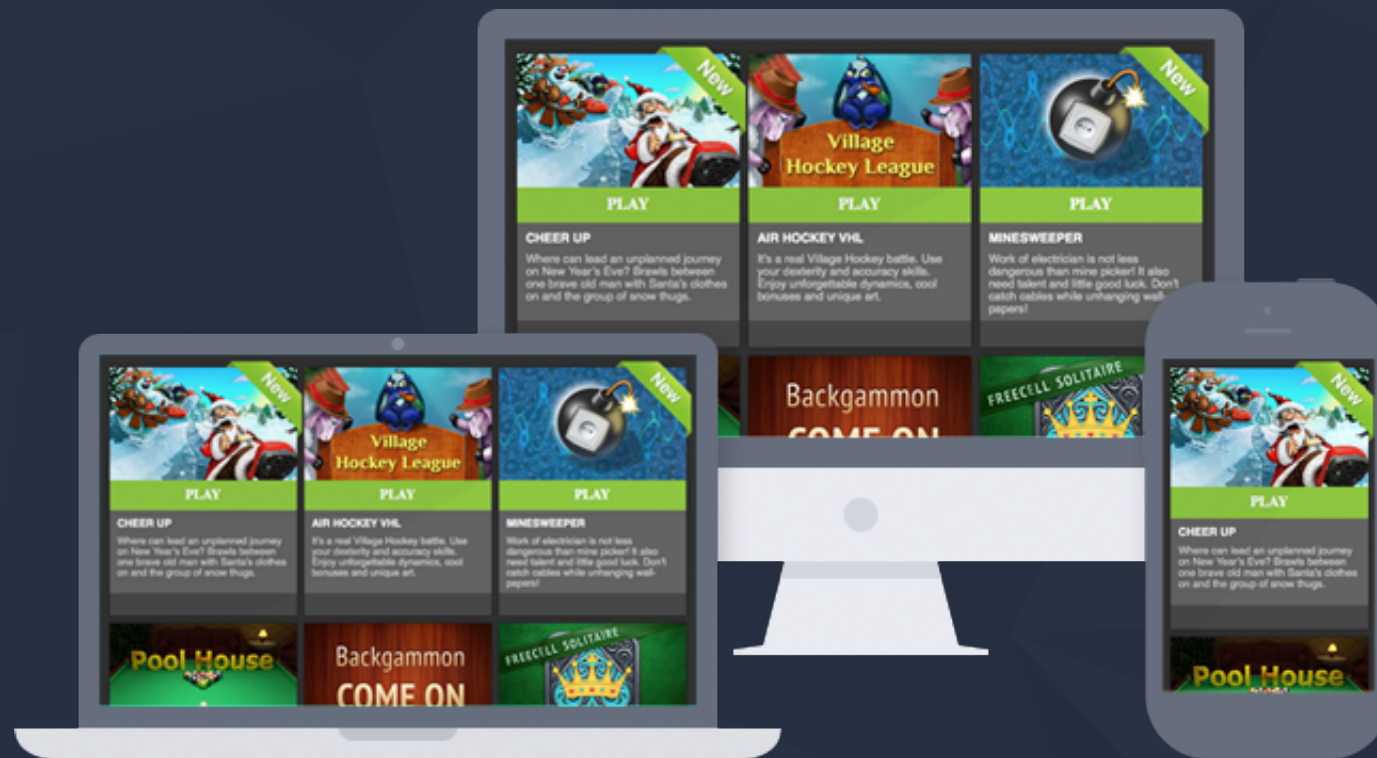 New
New
Village
Hockey League
PLAY
PLAY
PLAY
CHEER UP
Where can lead an unplanned journey
on New Year's Eve? Brawls between
one brave old man with Santa's clothes
on and the group of snow thugs.
AIR HOCKEY VHL
It's a real Village Hockey battle. Use
your dexterity and accuracy skills.
Enjoy unforgettable dynamics, cool
bonuses and unique art.
MINESWEEPER
Work of electrician is not less
dangerous than mine picker! It also
need talent and little good luck. Don't
catch cables while unhanging wall-
papers!
Backgammon
COME ON
FREECELL SOLITAIRE
New
New
Village
Hockey League
PLAY
PLAY
PLAY
CHEER UP
Where can lead an unplanned journey
on New Year's Eve? Brawls between
one brave old man with Santa's clothes
on and the group of snow thugs.
AIR HOCKEY VHL
It's a real Village Hockey battle. Use
your dexterity and accuracy skills.
Enjoy unforgettable dynamics, cool
bonuses and unique art.
MINESWEEPER
Work of electrician is not less
dangerous than mine picker! It also
need talent and little good luck. Don't
catch cables while unhanging wall-
papers!
Pool House
Backgammon
COME ON
FREECELL SOLITAIRE
New
PLAY
CHEER UP
Where can lead an unplanned journey
on New Year's Eve? Brawls between
one brave old man with Santa's clothes
on and the group of snow thugs.
Pool House